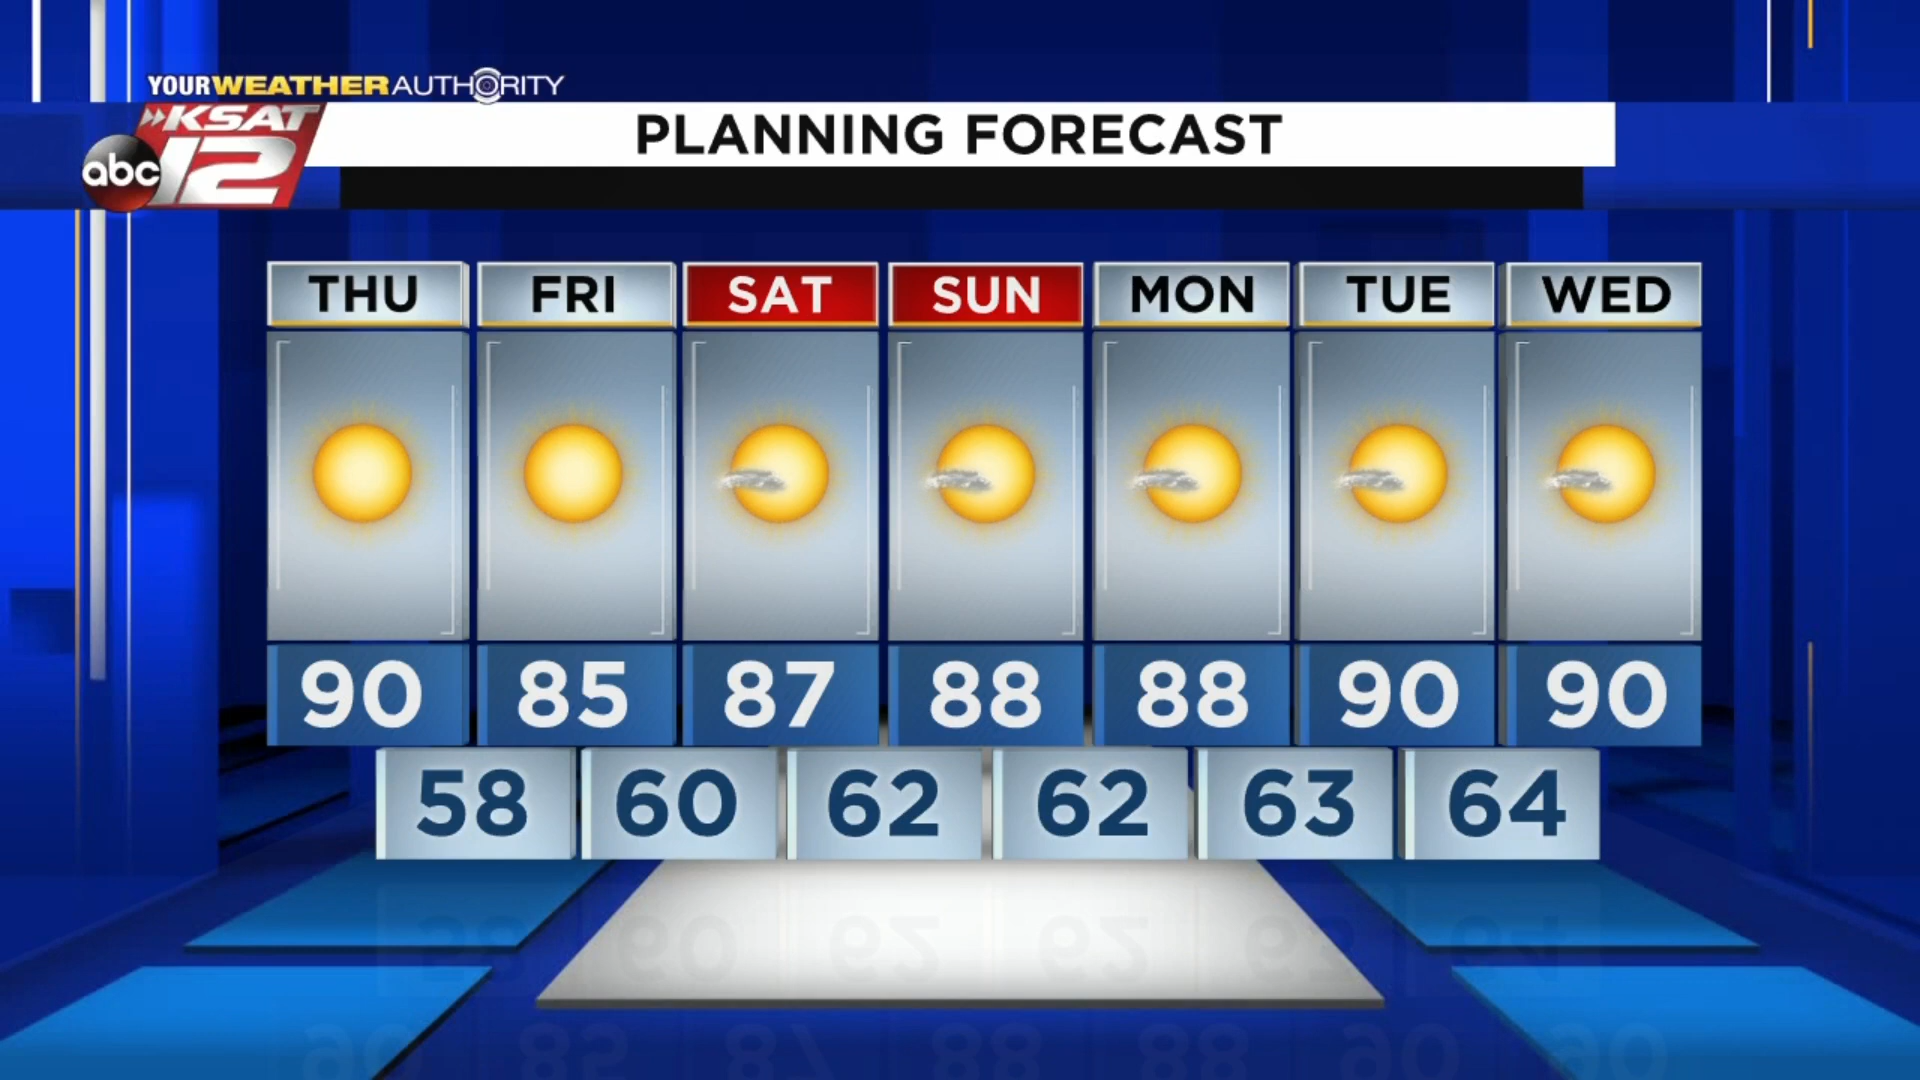 YOURWEATHERAUTHORITY
KSAT
abc 12
PLANNING FORECAST
THU FRI SAT SUN MON TUE WED
90 85 87 88 88 90 90
58 60 62 62 63 64